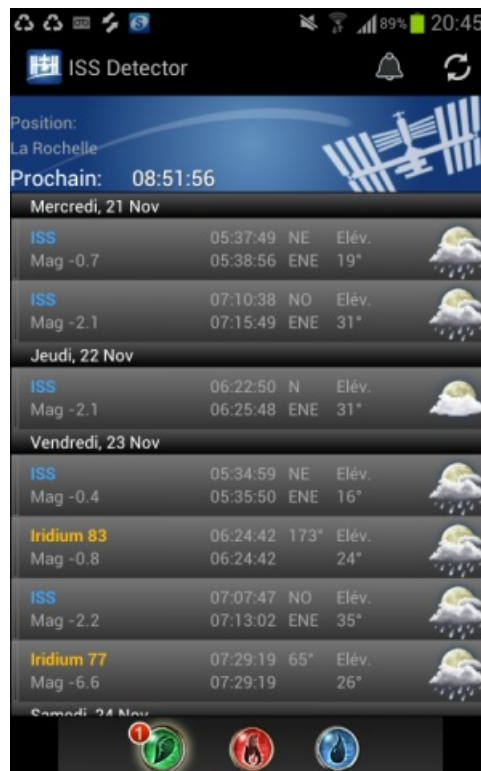 89% 20:45
ISS Detector
Position:
La Rochelle
Prochain: 08:51:56
Mercredi, 21 Nov
ISS 05:37:49 NE Elév.
Mag -0.7 05:38:56 ENE 19°
ISS 07:10:38 NO Elév.
Mag -2.1 07:15:49 ENE 31°
Jeudi, 22 Nov
ISS 06:22:50 N Elév.
Mag -2.1 06:25:48 ENE 31°
Vendredi, 23 Nov
ISS 05:34:59 NE Elév.
Mag -0.4 05:35:50 ENE 16°
Iridium 83 06:24:42 173° Elév.
Mag -0.8 06:24:42 24°
ISS 07:07:47 NO Elév.
Mag -2.2 07:13:02 ENE 35°
Iridium 77 07:29:19 65° Elév.
Mag -6.6 07:29:19 26°
Samedi, 24 Nov
1